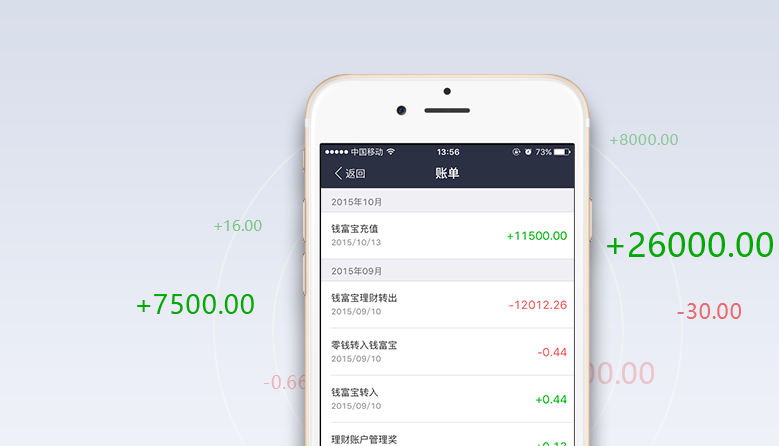 +8000.00
中国移动 13:56 73%
返回 账单
2015年10月
+16.00
钱富宝充值 +11500.00
2015/10/13
+26000.00
2015年09月
+7500.00
钱富宝理财转出 -12012.26
2015/09/10
-30.00
零钱转入钱富宝 -0.44
2015/09/10
-0.66
00.00
钱富宝转入 +0.44
2015/09/10
理财账户管理奖